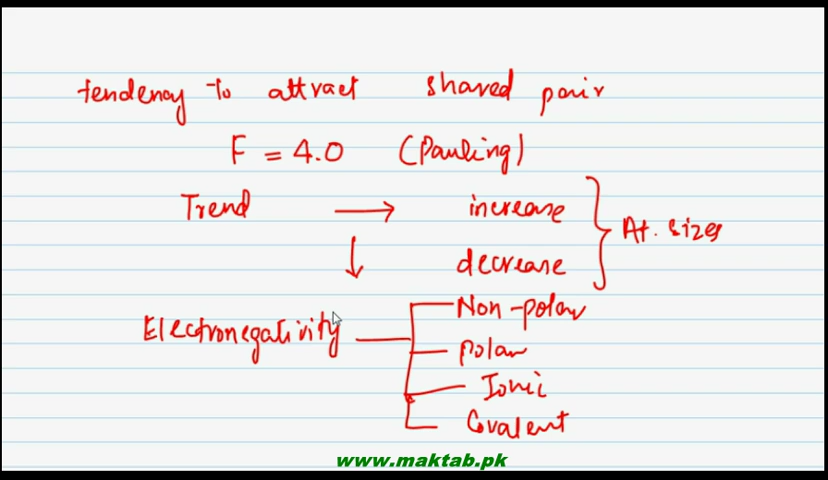 tendency to attract shared pair
F = 4.0 (Pauling)
Trend → increase
↓ decrease
At. sizes
Electronegativity
Non-polar
polar
Ionic
Covalent
www.maktab.pk